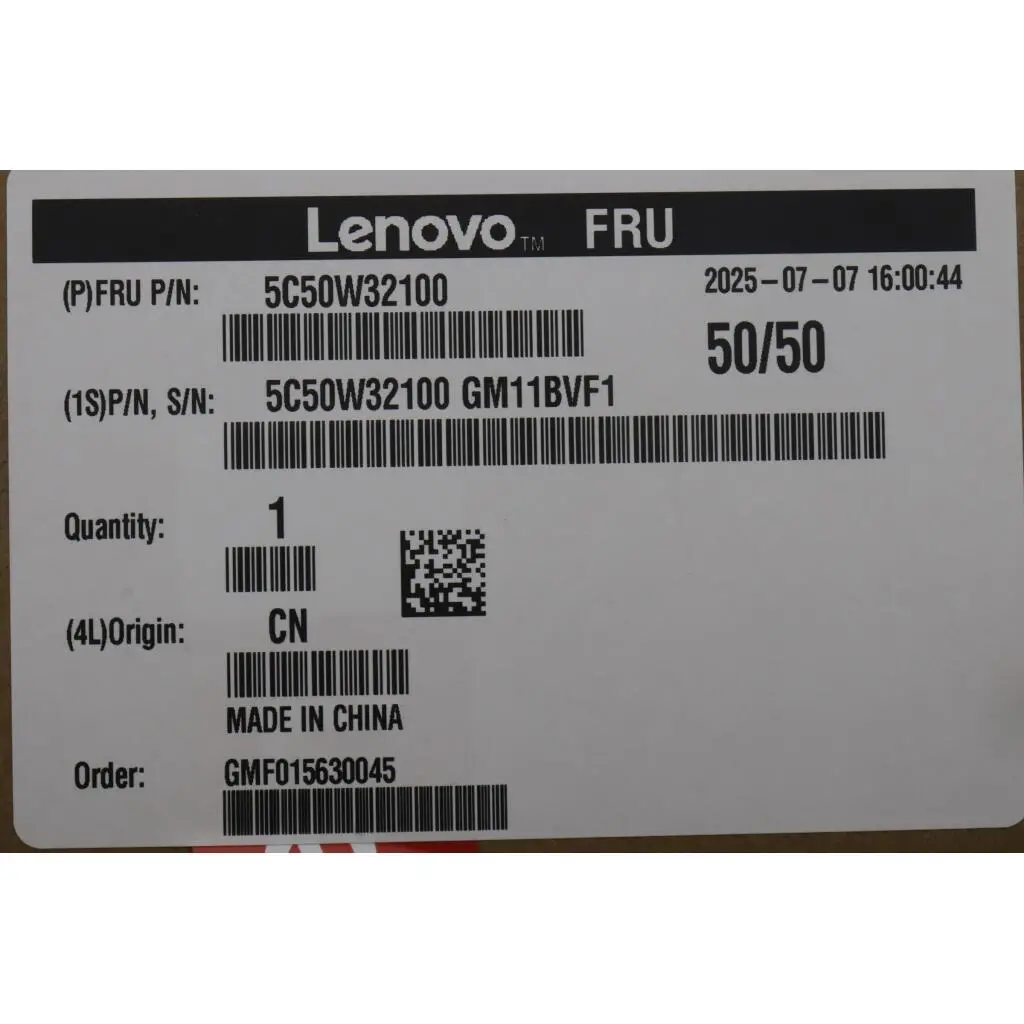 Lenovo™ FRU
(P)FRU P/N: 5C50W32100 2025-07-07 16:00:44
50/50
(1S)P/N, S/N: 5C50W32100 GM11BVF1
Quantity: 1
(4L)Origin: CN
MADE IN CHINA
Order: GMF015630045